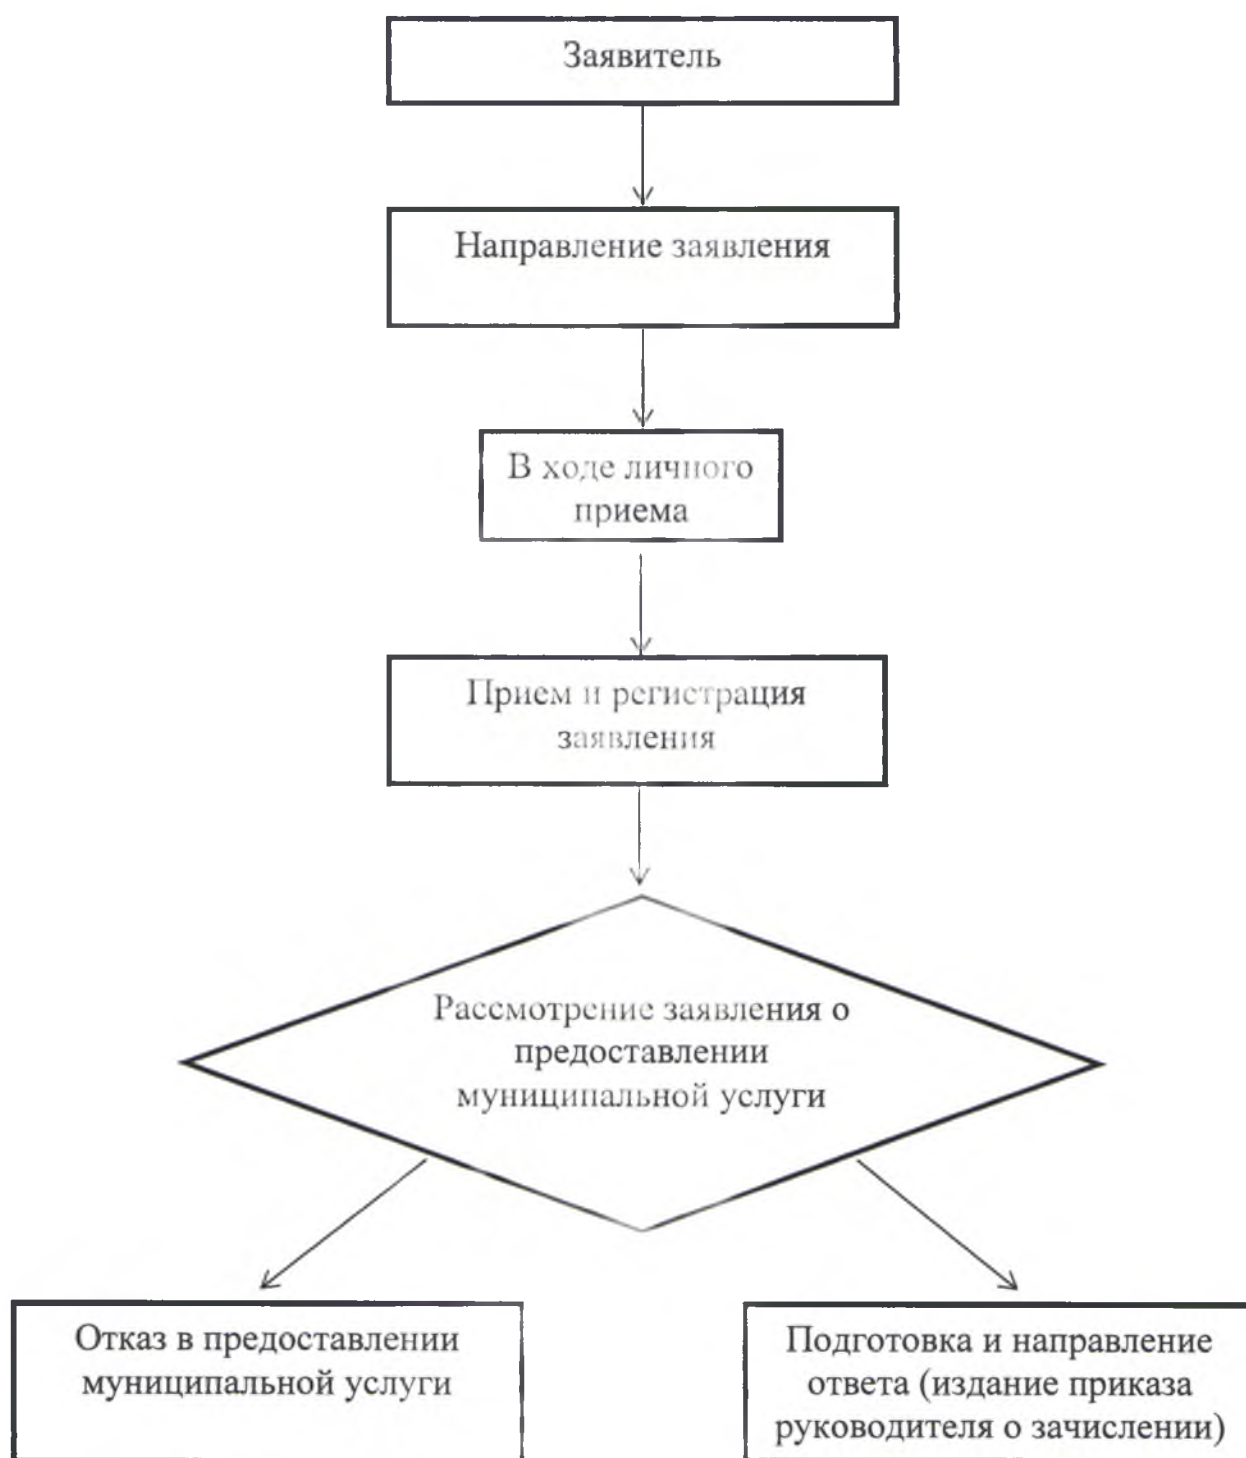 Заявитель
Направление заявления
В ходе личного
приема
Прием и регистрация
заявления
Рассмотрение заявления о
предоставлении
муниципальной услуги
Отказ в предоставлении
муниципальной услуги
Подготовка и направление
ответа (издание приказа
руководителя о зачислении)